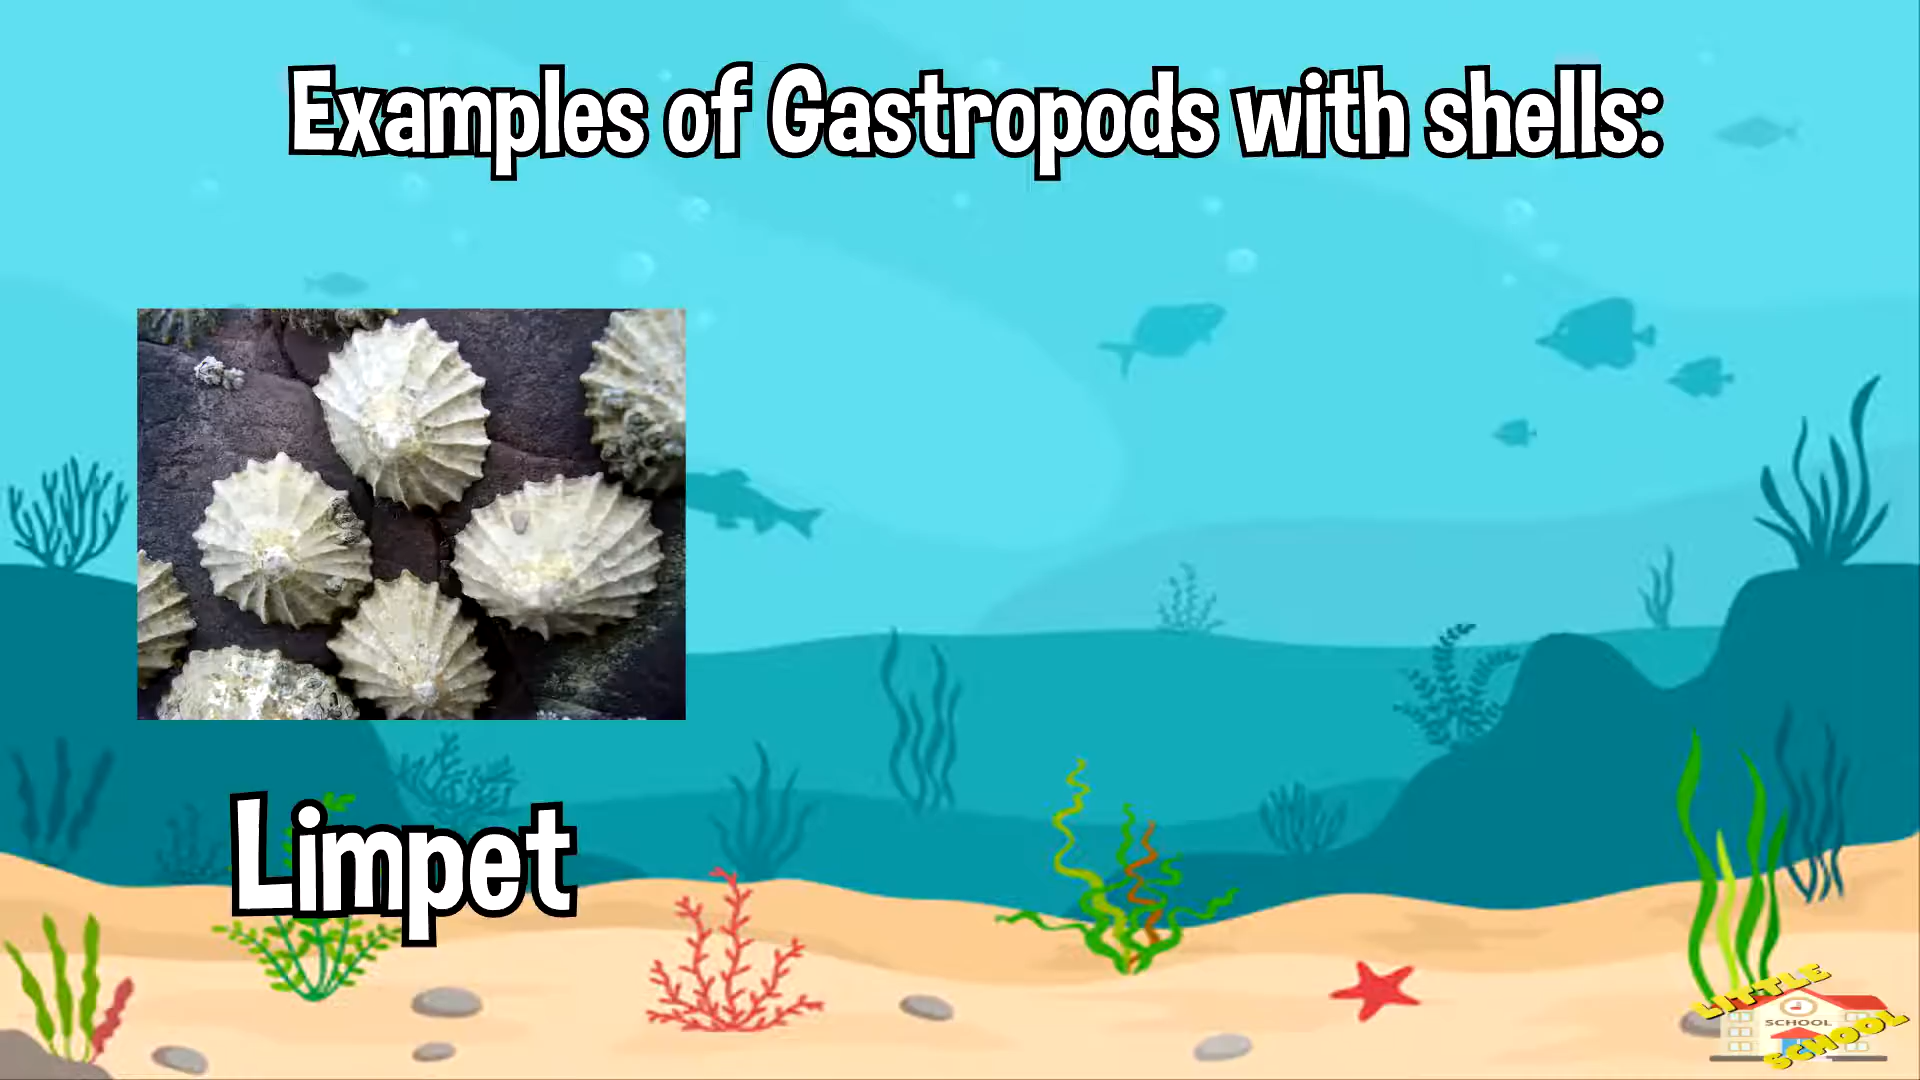 Examples of Gastropods with shells:
Limpet
LITTLE
SCHOOL
SCHOOL